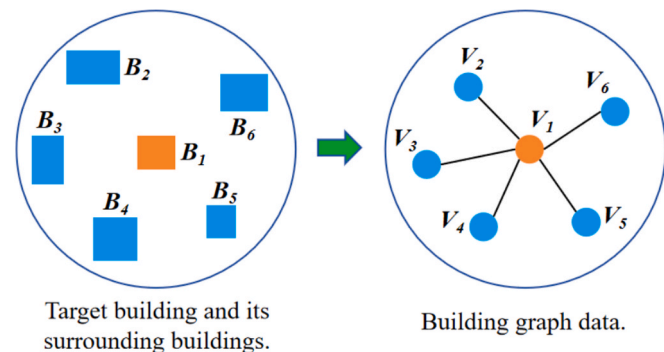 B₂
B₆
B₃
B₁
B₄
B₅
V₂
V₆
V₁
V₃
V₄
V₅
Target building and its
surrounding buildings.
Building graph data.